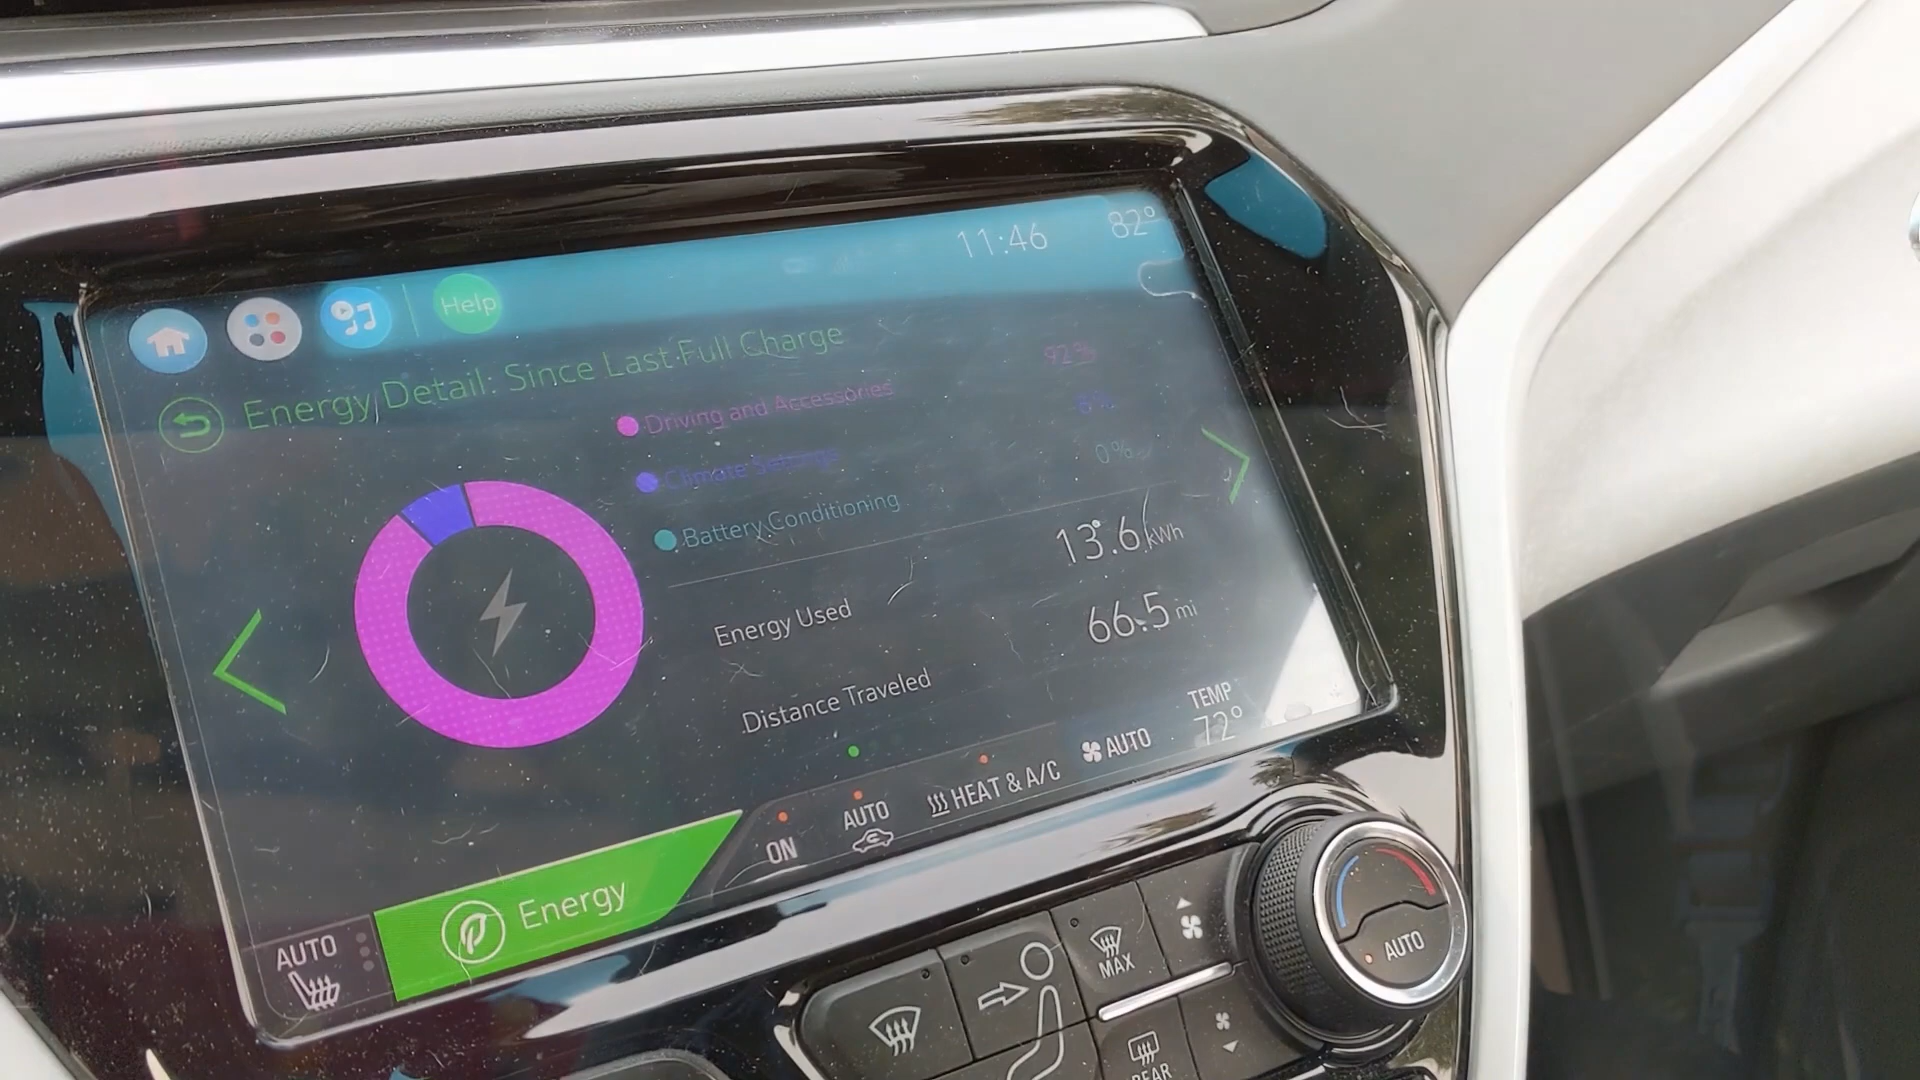 11:46 82°
Help
Energy Detail: Since Last Full Charge
Driving and Accessories 92%
Climate Settings 8%
Battery Conditioning 0%
Energy Used 13.6 kWh
Distance Traveled 66.5 mi
TEMP
72°
AUTO
HEAT & A/C
AUTO
ON
Energy
AUTO
AUTO
MAX
REAR